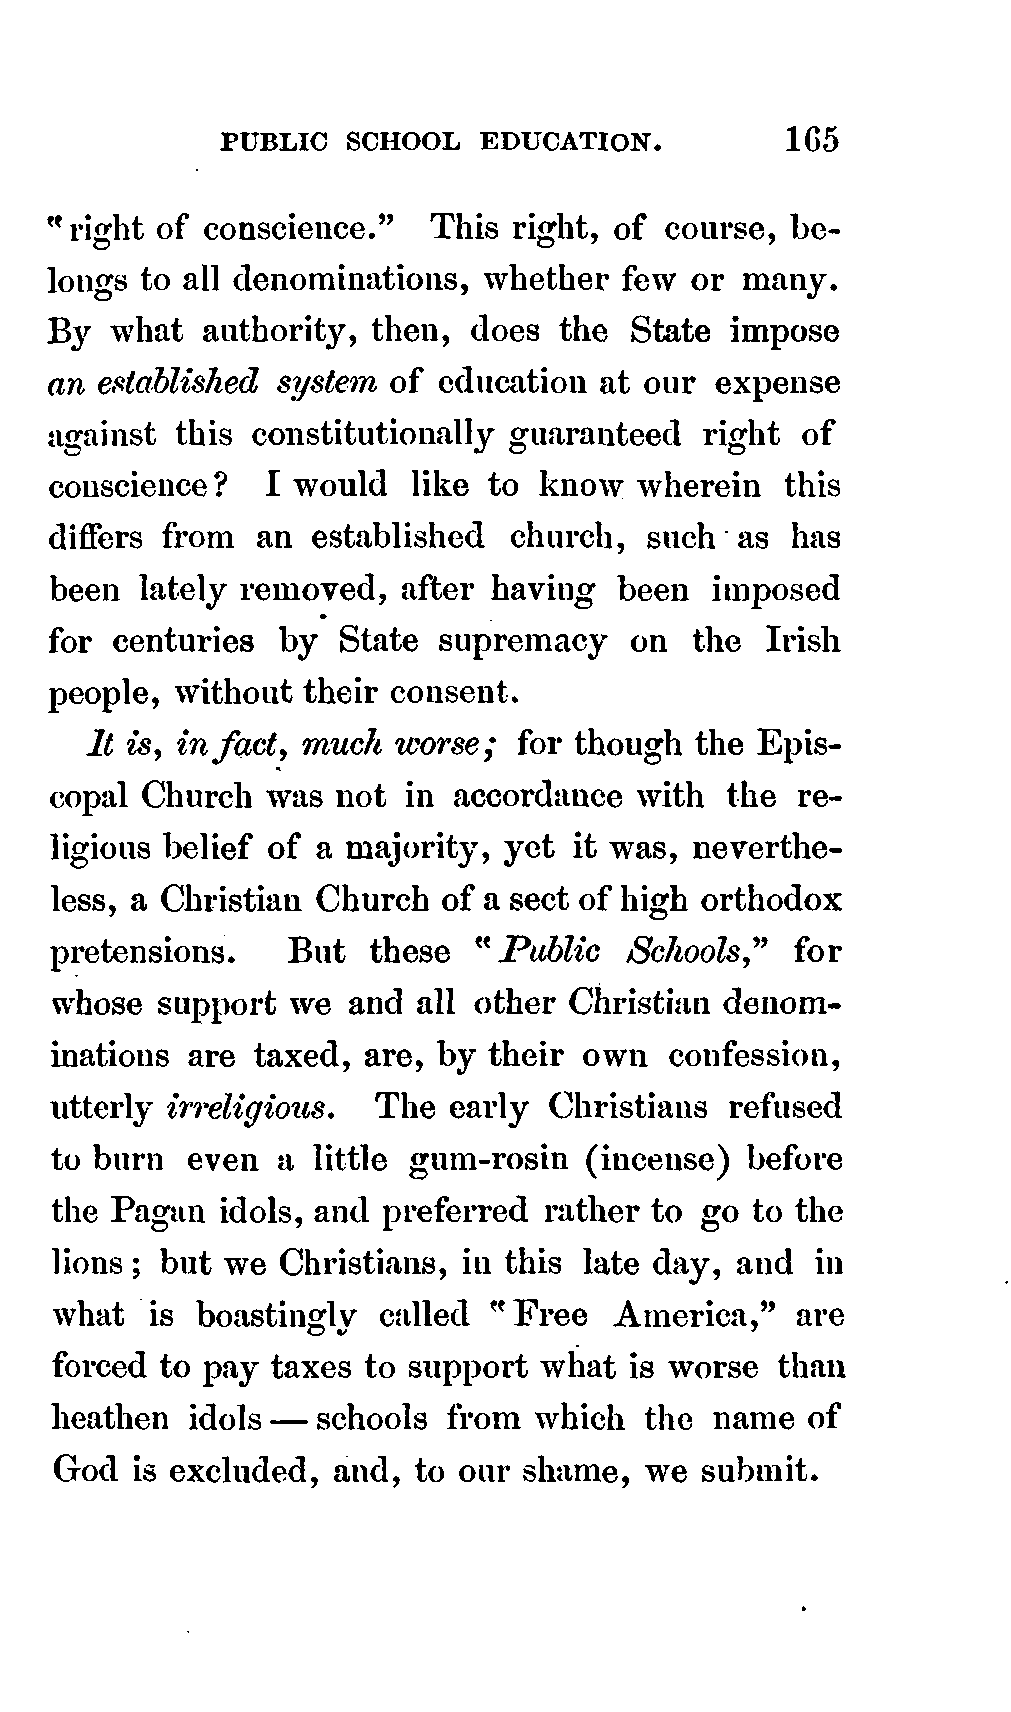 PUBLIC SCHOOL EDUCATION. 165
"right of conscience." This right, of course, be-
longs to all denominations, whether few or many.
By what authority, then, does the State impose
an established system of education at our expense
against this constitutionally guaranteed right of
conscience? I would like to know wherein this
differs from an established church, such as has
been lately removed, after having been imposed
for centuries by State supremacy on the Irish
people, without their consent.
It is, in fact, much worse; for though the Epis-
copal Church was not in accordance with the re-
ligious belief of a majority, yet it was, neverthe-
less, a Christian Church of a sect of high orthodox
pretensions. But these "Public Schools," for
whose support we and all other Christian denom-
inations are taxed, are, by their own confession,
utterly irreligious. The early Christians refused
to burn even a little gum-rosin (incense) before
the Pagan idols, and preferred rather to go to the
lions; but we Christians, in this late day, and in
what is boastingly called "Free America," are
forced to pay taxes to support what is worse than
heathen idols — schools from which the name of
God is excluded, and, to our shame, we submit.